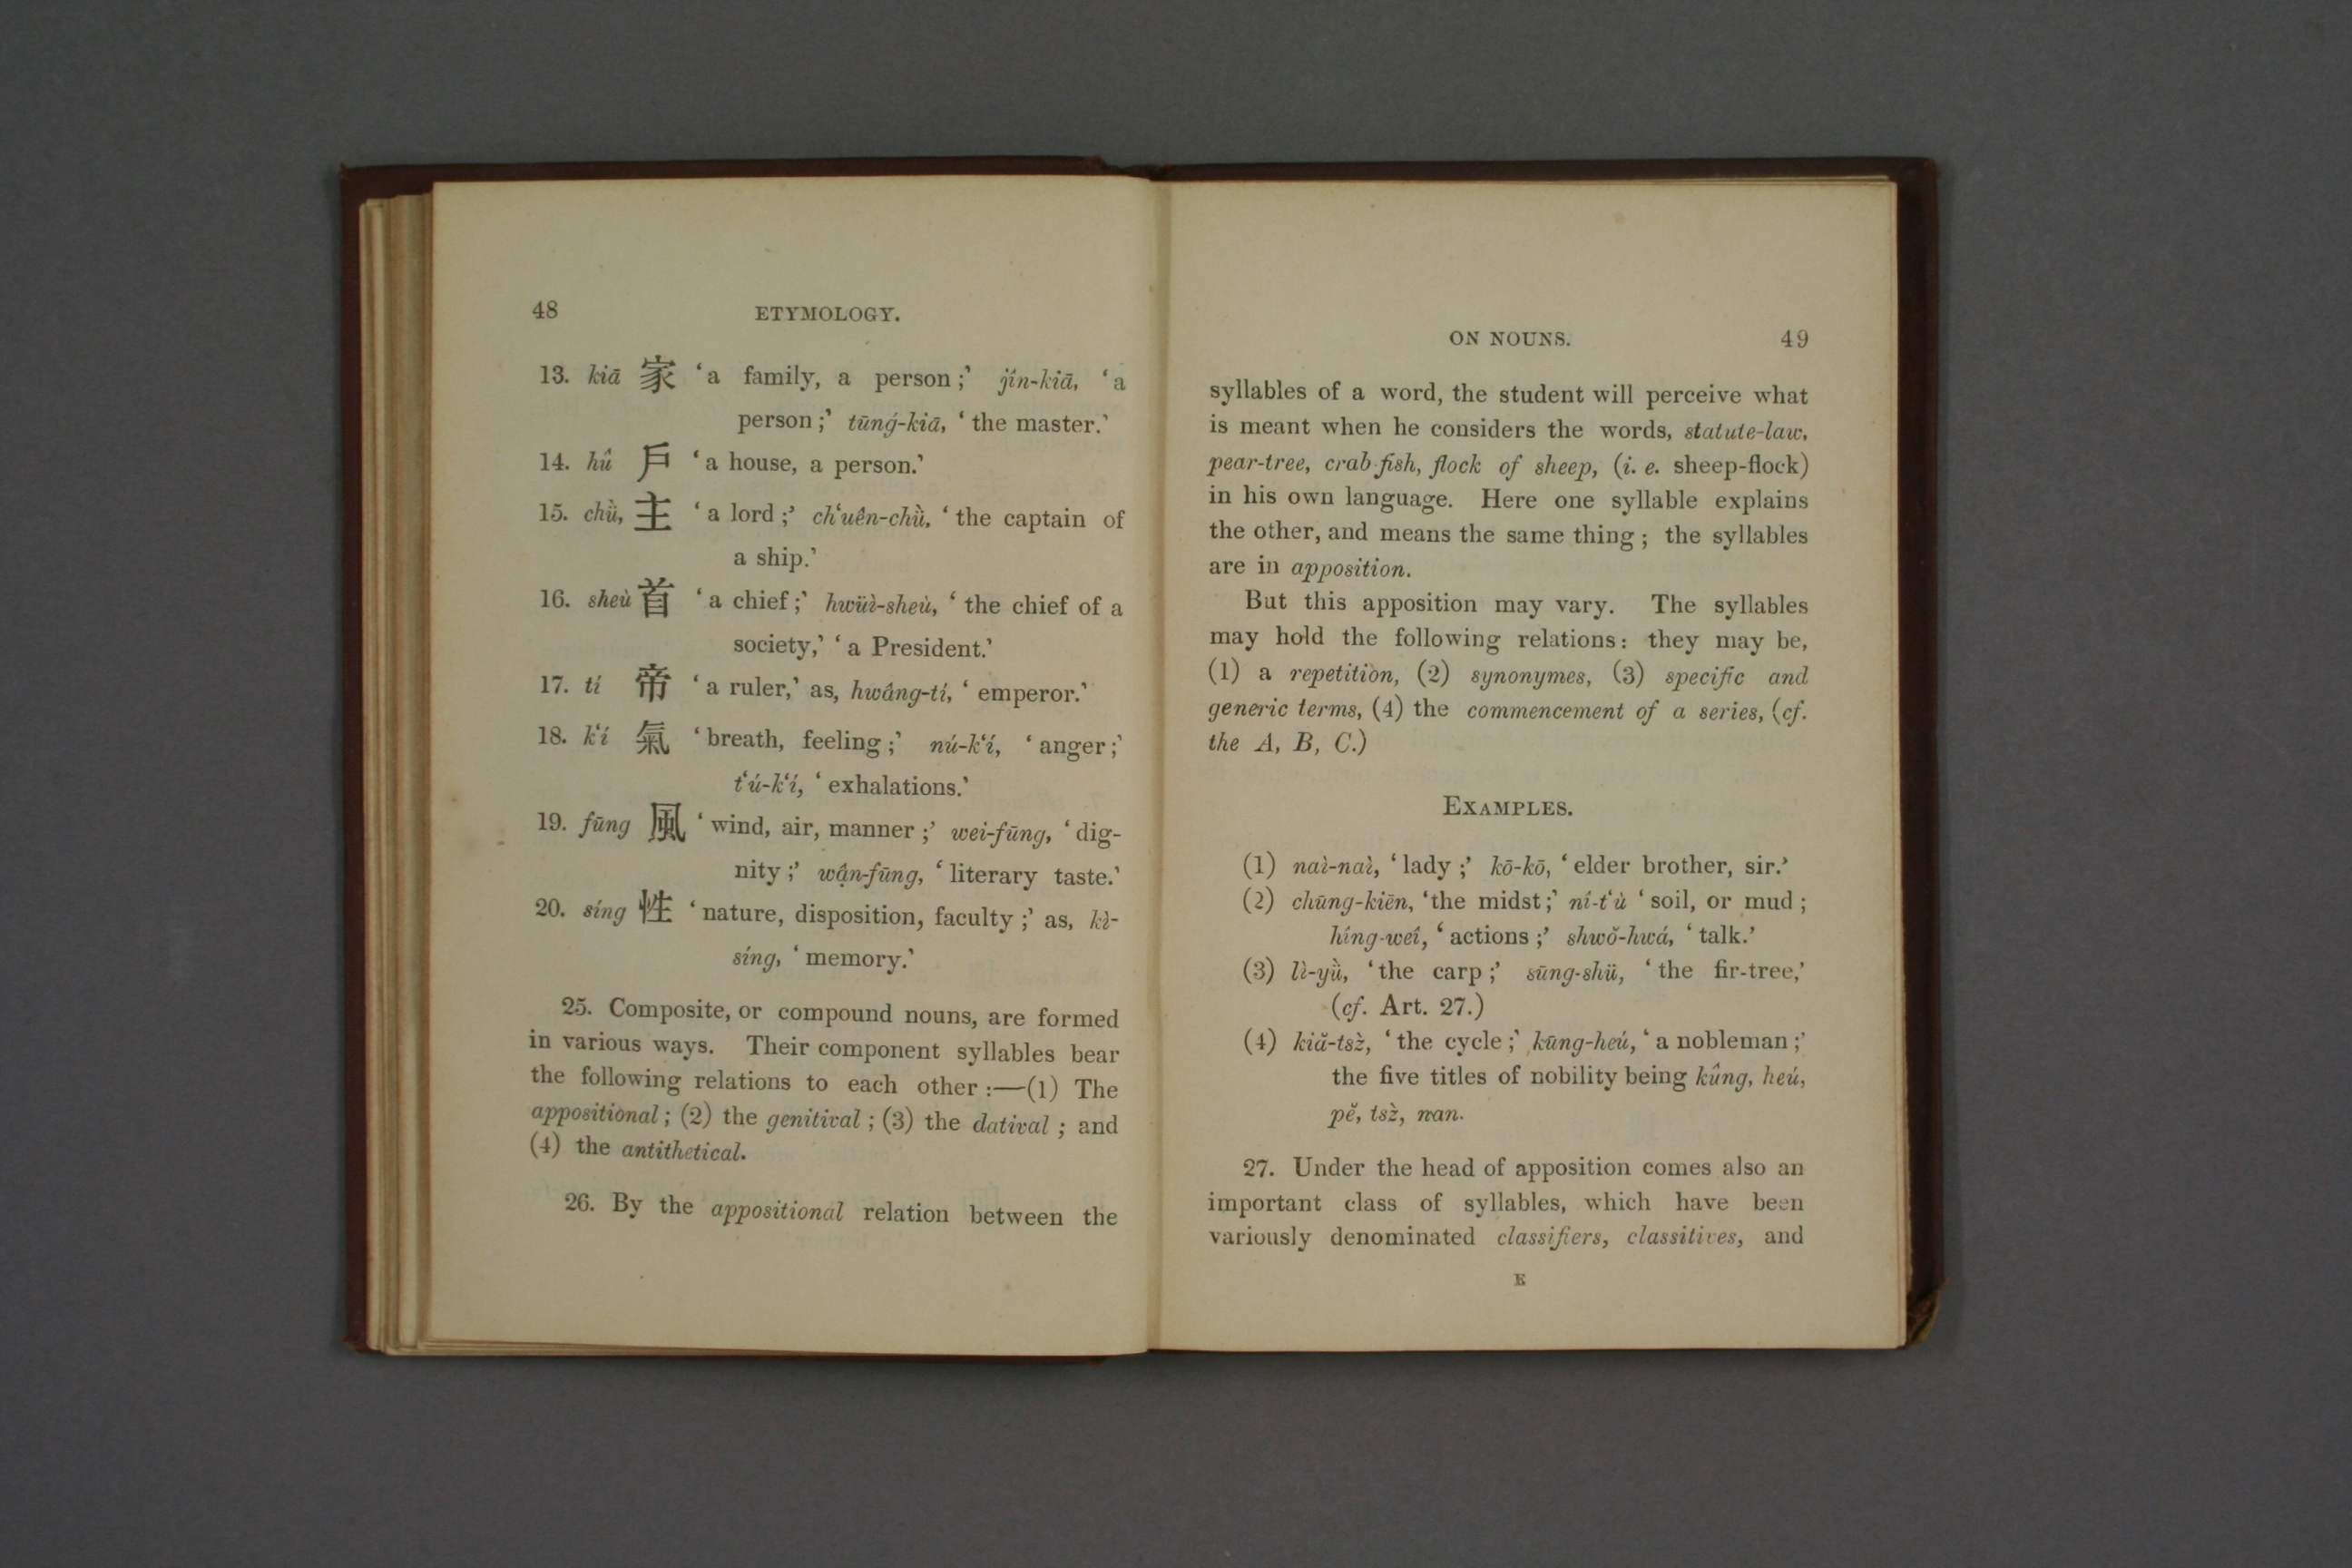 48 ETYMOLOGY.
13. kiā 家 ‘a family, a person;’ jîn-kiā, ‘a
person;’ tūnǵ-kiā, ‘the master.’
14. hû 戶 ‘a house, a person.’
15. chǜ, 主 ‘a lord;’ ch‘uên-chǜ, ‘the captain of
a ship.’
16. sheù 首 ‘a chief;’ hwüì-sheù, ‘the chief of a
society,’ ‘a President.’
17. tí 帝 ‘a ruler,’ as, hwâng-tí, ‘emperor.’
18. k‘í 氣 ‘breath, feeling;’ nú-k‘í, ‘anger;’
t‘ú-k‘í, ‘exhalations.’
19. fūng 風 ‘wind, air, manner;’ wei-fūng, ‘dig-
nity;’ wận-fūng, ‘literary taste.’
20. síng 性 ‘nature, disposition, faculty;’ as, kì-
síng, ‘memory.’
25. Composite, or compound nouns, are formed
in various ways. Their component syllables bear
the following relations to each other:—(1) The
appositional; (2) the genitival; (3) the datival; and
(4) the antithetical.
26. By the appositional relation between the
ON NOUNS. 49
syllables of a word, the student will perceive what
is meant when he considers the words, statute-law,
pear-tree, crab-fish, flock of sheep, (i. e. sheep-flock)
in his own language. Here one syllable explains
the other, and means the same thing; the syllables
are in apposition.
But this apposition may vary. The syllables
may hold the following relations: they may be,
(1) a repetition, (2) synonymes, (3) specific and
generic terms, (4) the commencement of a series, (cf.
the A, B, C.)
EXAMPLES.
(1) naì-naì, ‘lady;’ kō-kō, ‘elder brother, sir.’
(2) chūng-kiēn, ‘the midst;’ ní-t‘ù ‘soil, or mud;
híng-weí, ‘actions;’ shwŏ-hwá, ‘talk.’
(3) lì-yǜ, ‘the carp;’ sūng-shü, ‘the fir-tree,’
(cf. Art. 27.)
(4) kiă-tsz̀, ‘the cycle;’ kūng-heú, ‘a nobleman;’
the five titles of nobility being kûng, heú,
pĕ, tsz̀, nan.
27. Under the head of apposition comes also an
important class of syllables, which have been
variously denominated classifiers, classitives, and
E